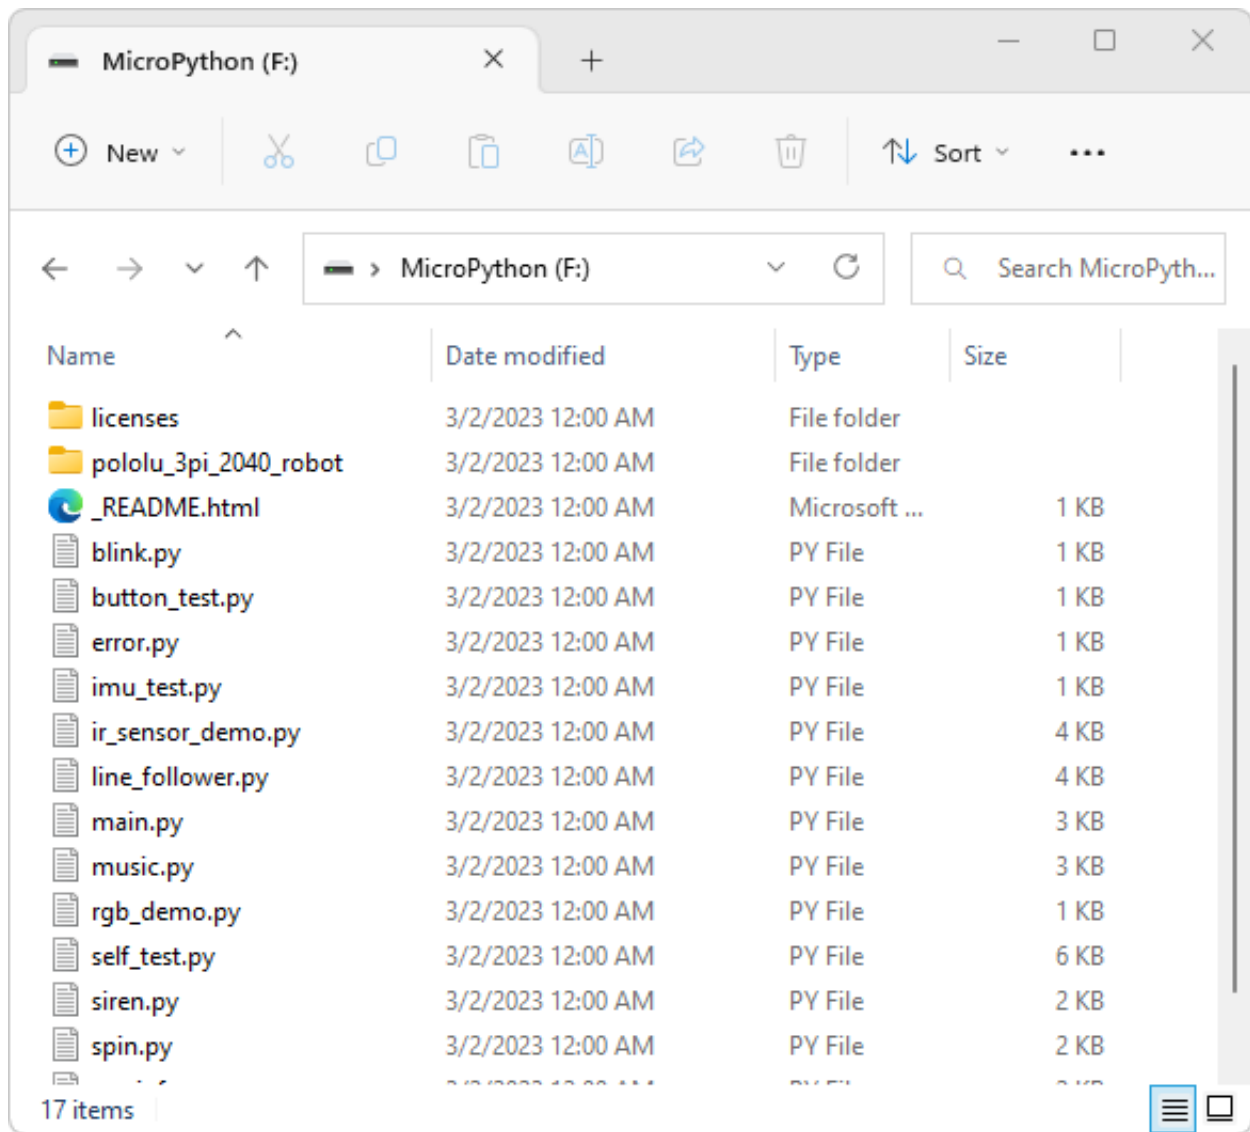 MicroPython (F:)
New Sort
MicroPython (F:) Search MicroPyth...
Name Date modified Type Size
licenses 3/2/2023 12:00 AM File folder
pololu_3pi_2040_robot 3/2/2023 12:00 AM File folder
_README.html 3/2/2023 12:00 AM Microsoft ... 1 KB
blink.py 3/2/2023 12:00 AM PY File 1 KB
button_test.py 3/2/2023 12:00 AM PY File 1 KB
error.py 3/2/2023 12:00 AM PY File 1 KB
imu_test.py 3/2/2023 12:00 AM PY File 1 KB
ir_sensor_demo.py 3/2/2023 12:00 AM PY File 4 KB
line_follower.py 3/2/2023 12:00 AM PY File 4 KB
main.py 3/2/2023 12:00 AM PY File 3 KB
music.py 3/2/2023 12:00 AM PY File 3 KB
rgb_demo.py 3/2/2023 12:00 AM PY File 1 KB
self_test.py 3/2/2023 12:00 AM PY File 6 KB
siren.py 3/2/2023 12:00 AM PY File 2 KB
spin.py 3/2/2023 12:00 AM PY File 2 KB
17 items